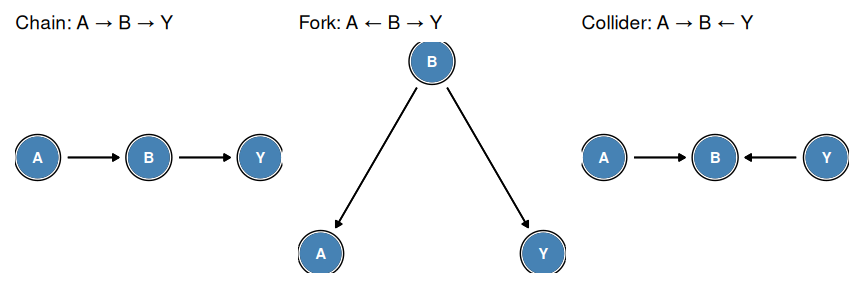 Chain: A → B → Y
Fork: A ← B → Y
Collider: A → B ← Y
A
B
Y
B
A
Y
A
B
Y